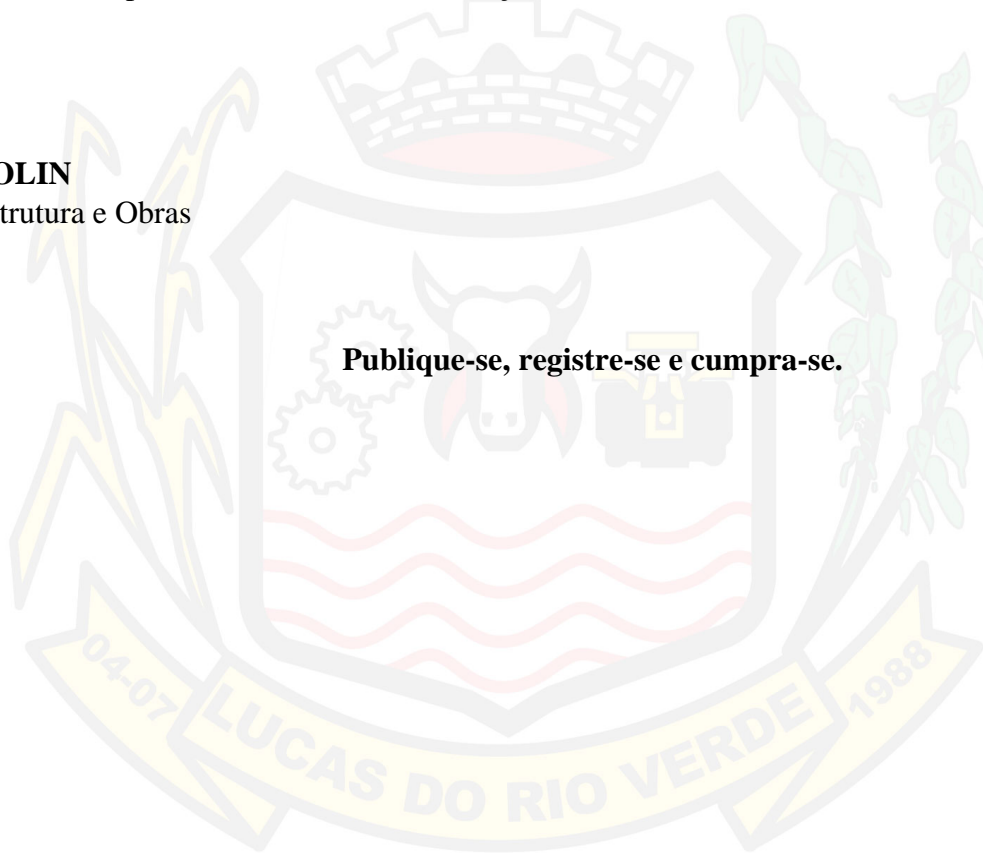 OLIN
trutura e Obras
Publique-se, registre-se e cumpra-se.
04-07
LUCAS DO RIO VERDE
1988